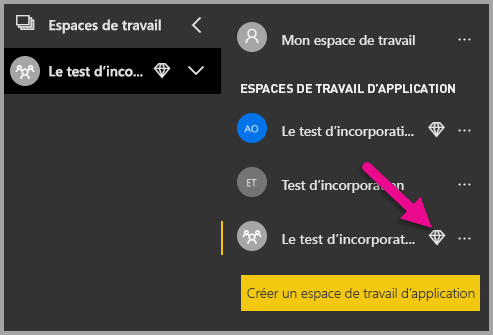 Espaces de travail
Le test d'inco...
Mon espace de travail
ESPACES DE TRAVAIL D'APPLICATION
AO
Le test d'incorporati...
ET
Test d'incorporation
Le test d'incorporat...
Créer un espace de travail d'application